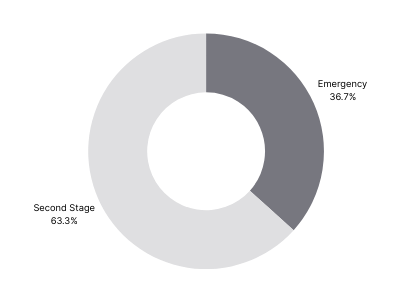 Emergency
36.7%
Second Stage
63.3%